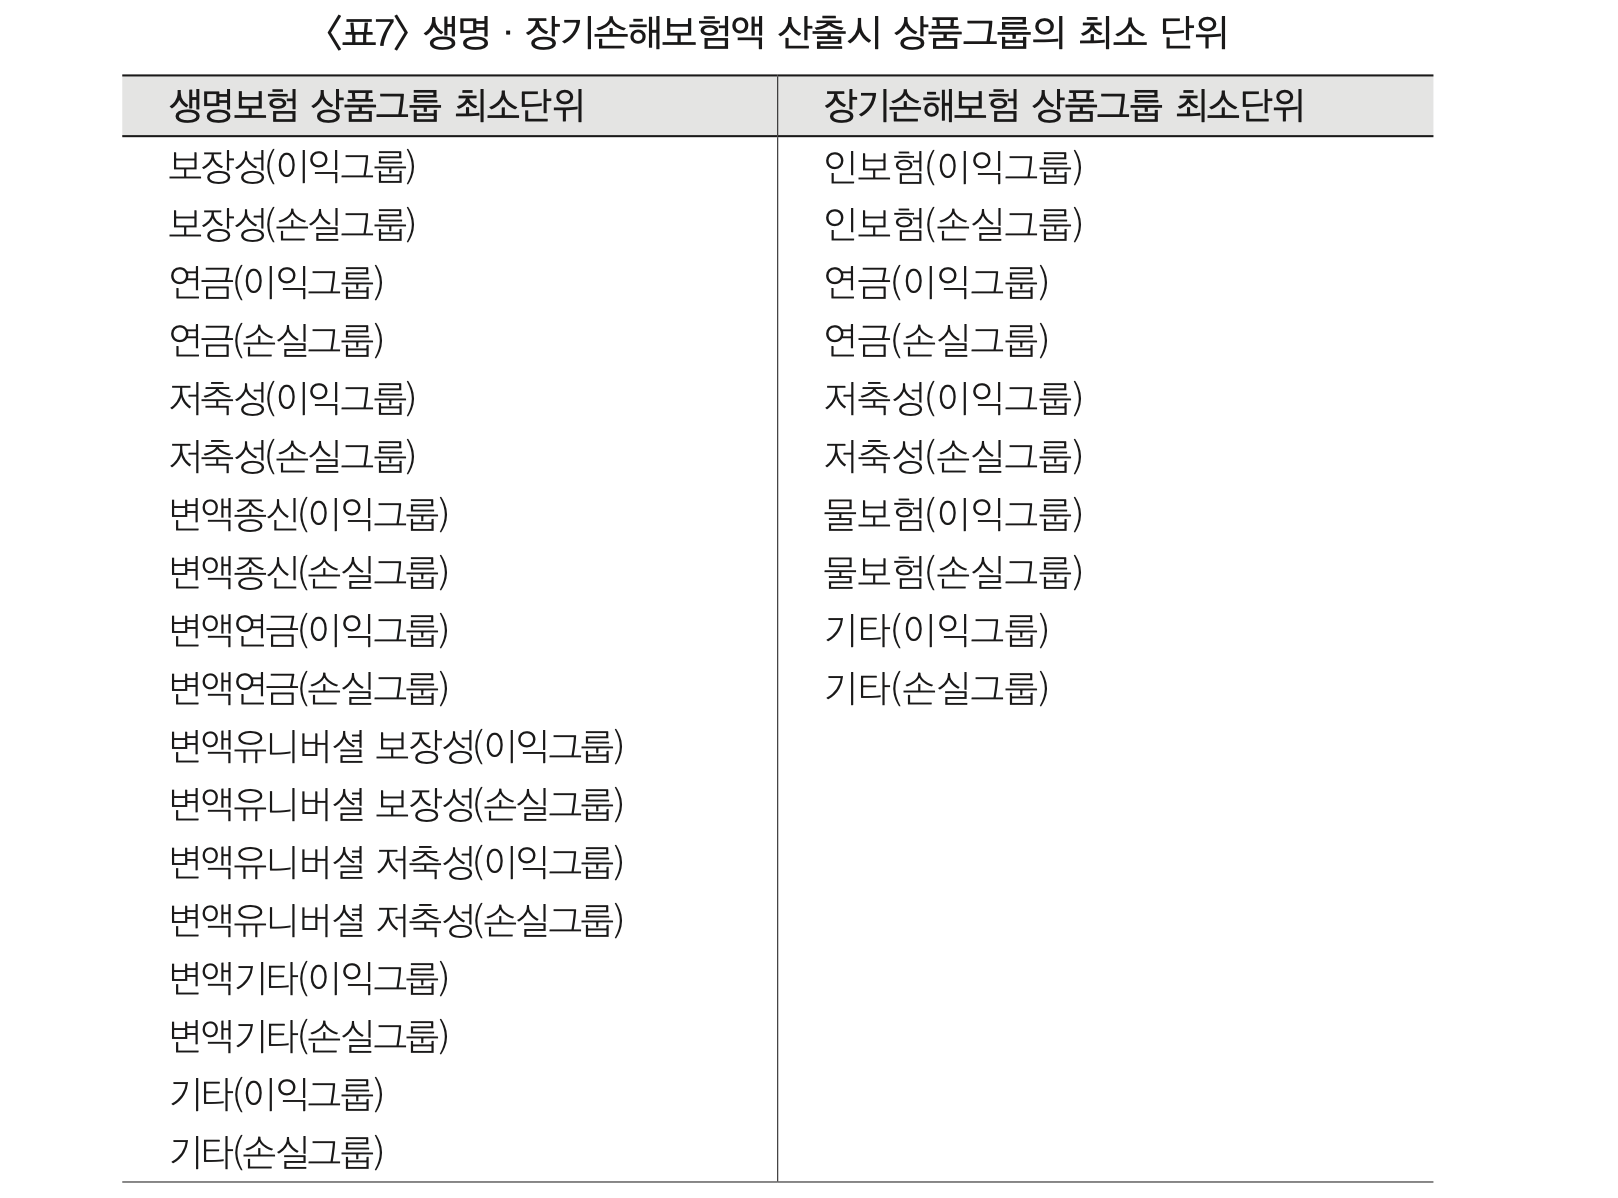 〈표7〉 생명 · 장기손해보험액 산출시 상품그룹의 최소 단위
생명보험 상품그룹 최소단위 장기손해보험 상품그룹 최소단위
보장성(이익그룹) 인보험(이익그룹)
보장성(손실그룹) 인보험(손실그룹)
연금(이익그룹) 연금(이익그룹)
연금(손실그룹) 연금(손실그룹)
저축성(이익그룹) 저축성(이익그룹)
저축성(손실그룹) 저축성(손실그룹)
변액종신(이익그룹) 물보험(이익그룹)
변액종신(손실그룹) 물보험(손실그룹)
변액연금(이익그룹) 기타(이익그룹)
변액연금(손실그룹) 기타(손실그룹)
변액유니버셜 보장성(이익그룹)
변액유니버셜 보장성(손실그룹)
변액유니버셜 저축성(이익그룹)
변액유니버셜 저축성(손실그룹)
변액기타(이익그룹)
변액기타(손실그룹)
기타(이익그룹)
기타(손실그룹)